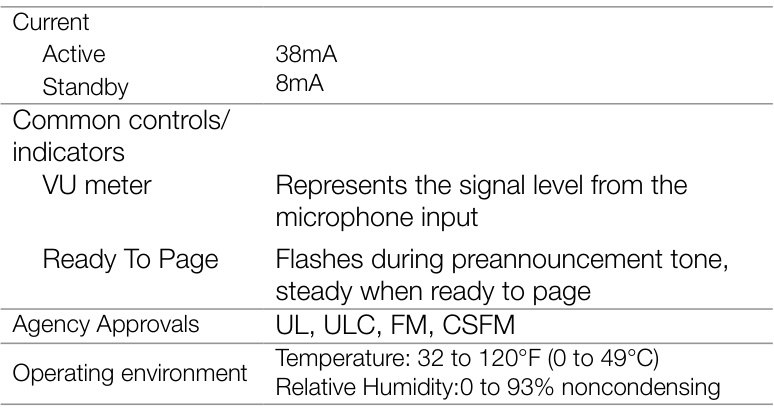 Current
Active 38mA
Standby 8mA
Common controls/
indicators
VU meter Represents the signal level from the
microphone input
Ready To Page Flashes during preannouncement tone,
steady when ready to page
Agency Approvals UL, ULC, FM, CSFM
Operating environment Temperature: 32 to 120°F (0 to 49°C)
Relative Humidity:0 to 93% noncondensing